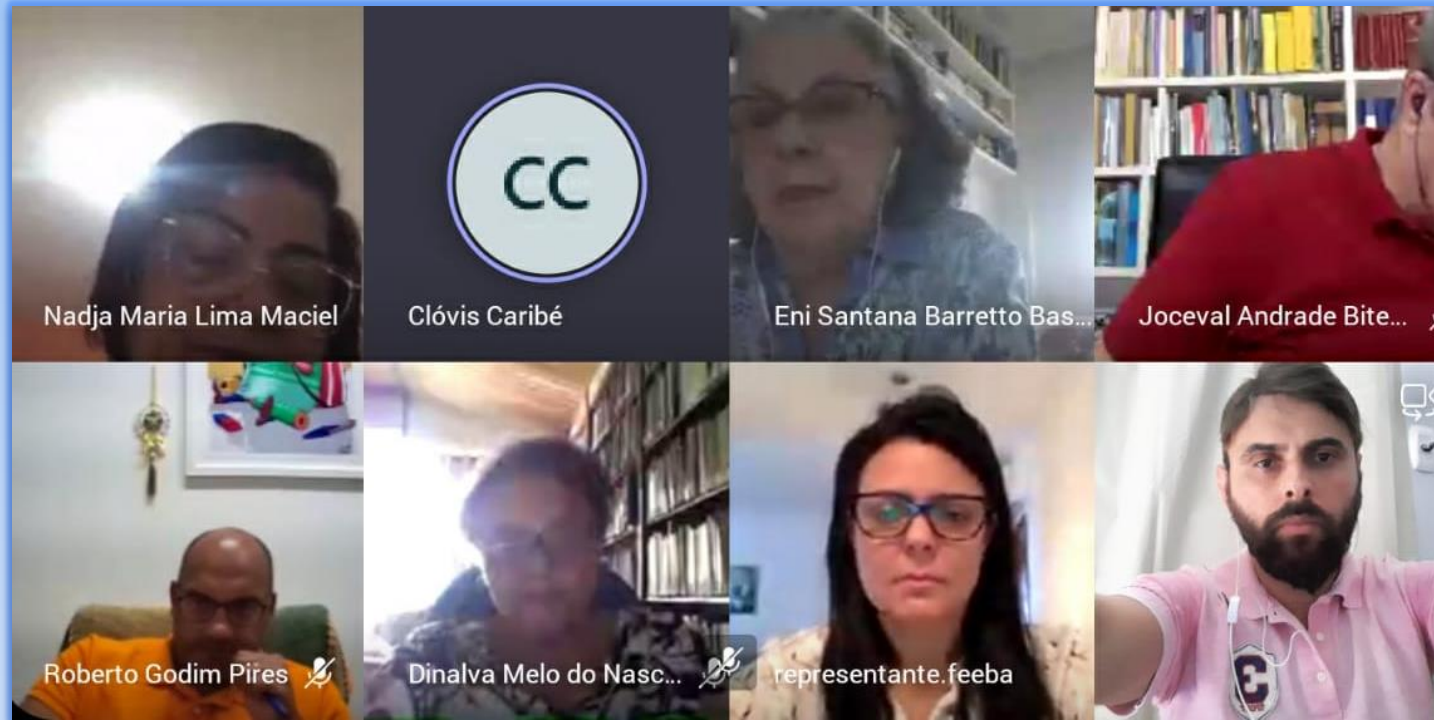 CC
Nadja Maria Lima Maciel
Clóvis Caribé
Eni Santana Barretto Bas...
Joceval Andrade Bite...
Roberto Godim Pires
Dinalva Melo do Nasc...
representante.feeba
3